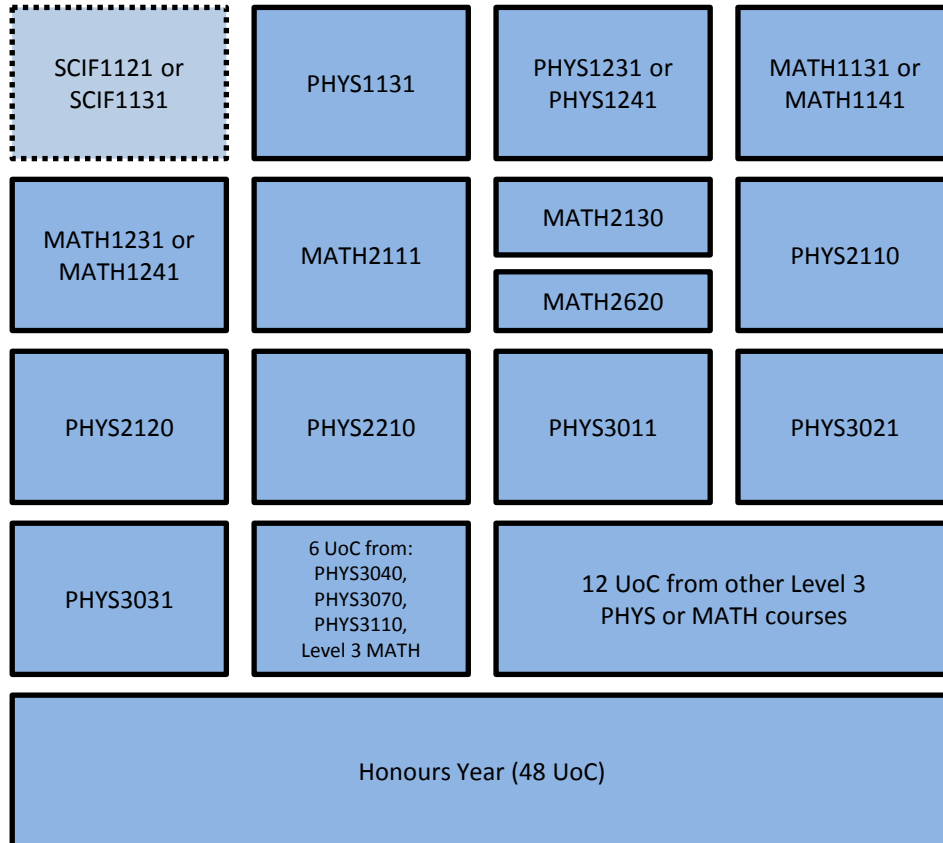 SCIF1121 or
SCIF1131
PHYS1131
PHYS1231 or
PHYS1241
MATH1131 or
MATH1141
MATH1231 or
MATH1241
MATH2111
MATH2130
MATH2620
PHYS2110
PHYS2120
PHYS2210
PHYS3011
PHYS3021
PHYS3031
6 UoC from:
PHYS3040,
PHYS3070,
PHYS3110,
Level 3 MATH
12 UoC from other Level 3
PHYS or MATH courses
Honours Year (48 UoC)